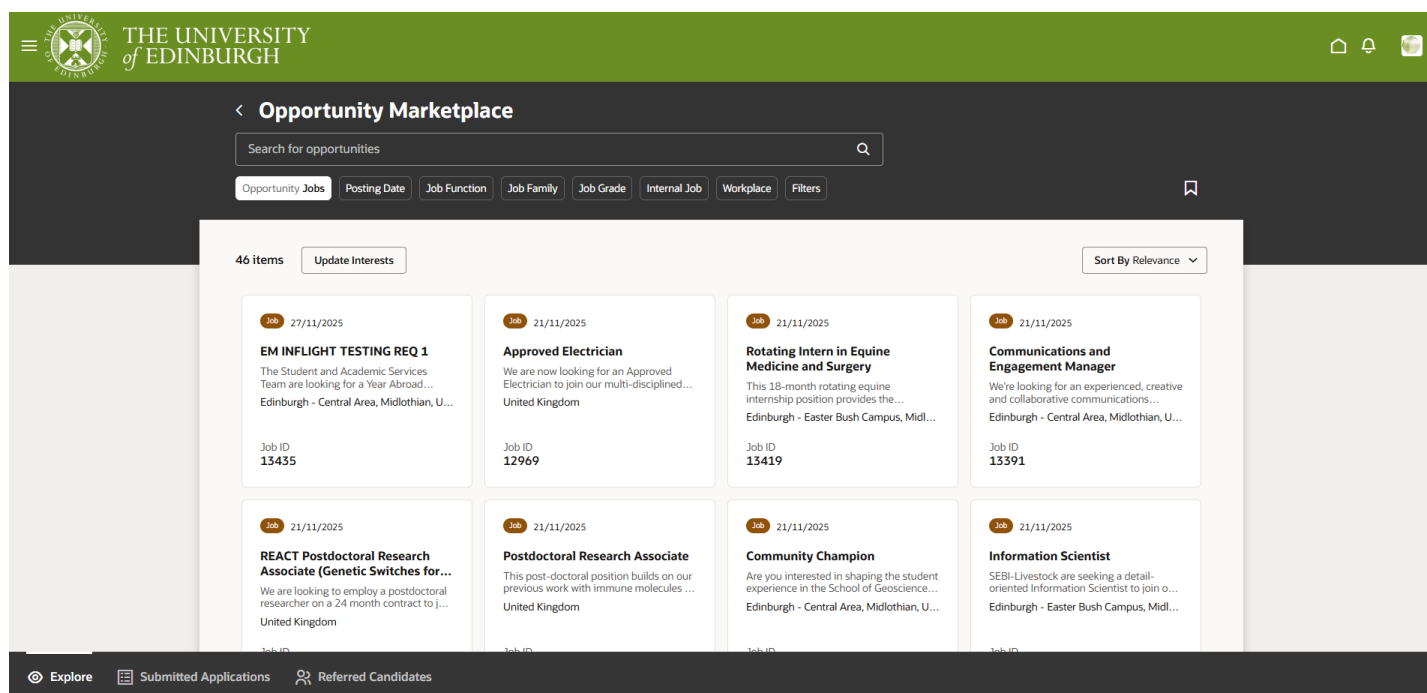 THE UNIVERSITY
of EDINBURGH
UNIVERSITY
OF EDINBURGH
Opportunity Marketplace
Search for opportunities
Opportunity Jobs Posting Date Job Function Job Family Job Grade Internal Job Workplace Filters
46 items Update Interests Sort By Relevance
Job 27/11/2025
EM INFLIGHT TESTING REQ 1
The Student and Academic Services
Team are looking for a Year Abroad…
Edinburgh - Central Area, Midlothian, U…
Job ID
13435
Job 21/11/2025
Approved Electrician
We are now looking for an Approved
Electrician to join our multi-disciplined…
United Kingdom
Job ID
12969
Job 21/11/2025
Rotating Intern in Equine
Medicine and Surgery
This 18-month rotating equine
internship position provides the…
Edinburgh - Easter Bush Campus, Midl…
Job ID
13419
Job 21/11/2025
Communications and
Engagement Manager
We're looking for an experienced, creative
and collaborative communications…
Edinburgh - Central Area, Midlothian, U…
Job ID
13391
Job 21/11/2025
REACT Postdoctoral Research
Associate (Genetic Switches for…
We are looking to employ a postdoctoral
researcher on a 24 month contract to j…
United Kingdom
Job ID
Job 21/11/2025
Postdoctoral Research Associate
This post-doctoral position builds on our
previous work with immune molecules …
United Kingdom
Job ID
Job 21/11/2025
Community Champion
Are you interested in shaping the student
experience in the School of Geoscience…
Edinburgh - Central Area, Midlothian, U…
Job ID
Job 21/11/2025
Information Scientist
SEBI-Livestock are seeking a detail-
oriented Information Scientist to join o…
Edinburgh - Easter Bush Campus, Midl…
Job ID
Explore Submitted Applications Referred Candidates